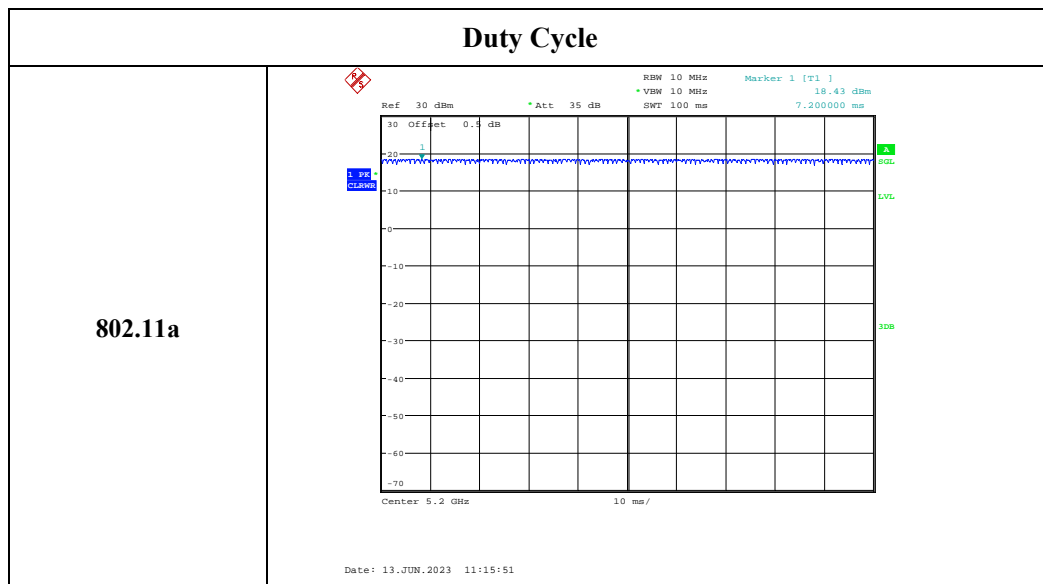 Duty Cycle
802.11a
R S
RBW 10 MHz Marker 1 [T1 ]
* VBW 10 MHz 18.43 dBm
Ref 30 dBm * Att 35 dB SWT 100 ms 7.200000 ms
30 Offset 0.5 dB
1
20
A
SGL
1 PK *
CLRWR
10
LVL
0
-10
-20
3DB
-30
-40
-50
-60
-70
Center 5.2 GHz 10 ms/
Date: 13.JUN.2023 11:15:51